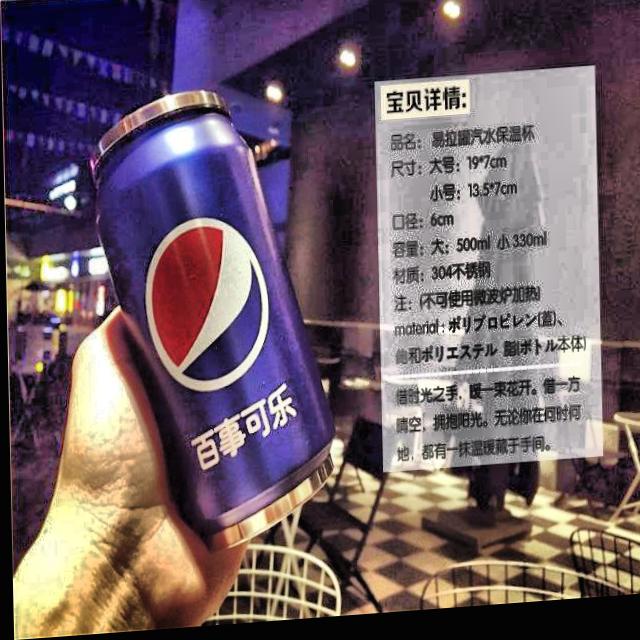 宝贝详情:
品名: 易拉罐汽水保温杯
尺寸: 大号: 19*7cm
小号: 13.5*7cm
口径: 6cm
容量: 大: 500ml 小 330ml
材质: 304不锈钢
注: (不可使用微波炉加热)
material: ポリプロピレン(蓋)、
飽和ポリエステル 脂(ボトル本体)
借时光之手, 暖一束花开。借一方
晴空, 拥抱阳光。无论你在何时何
地, 都有一抹温暖藏于手间。
百事可乐